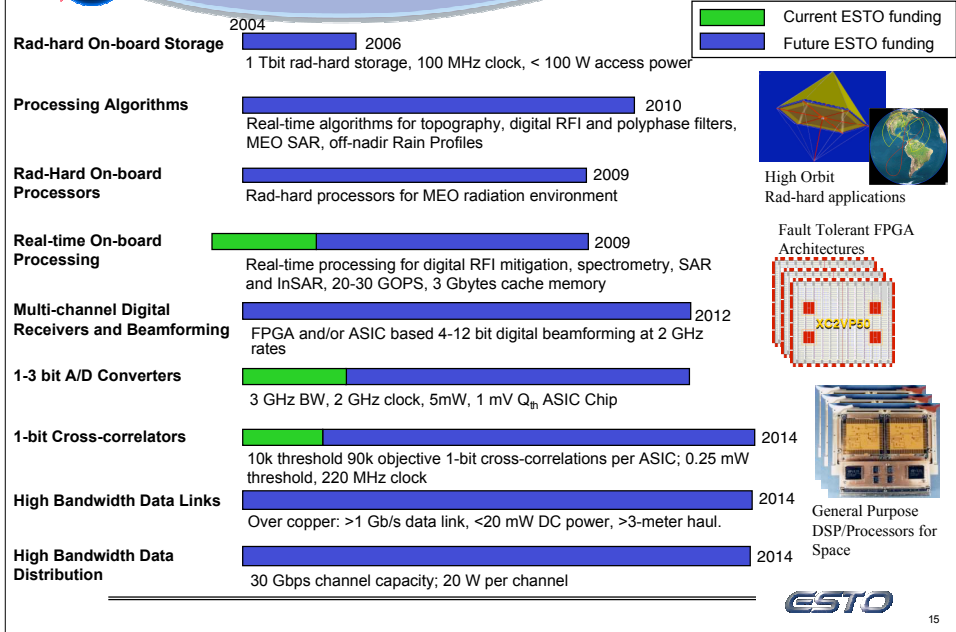 Current ESTO funding
Future ESTO funding
2004
Rad-hard On-board Storage
2006
1 Tbit rad-hard storage, 100 MHz clock, < 100 W access power
Processing Algorithms
2010
Real-time algorithms for topography, digital RFI and polyphase filters,
MEO SAR, off-nadir Rain Profiles
Rad-Hard On-board
Processors
2009
Rad-hard processors for MEO radiation environment
High Orbit
Rad-hard applications
Real-time On-board
Processing
2009
Real-time processing for digital RFI mitigation, spectrometry, SAR
and InSAR, 20-30 GOPS, 3 Gbytes cache memory
Fault Tolerant FPGA
Architectures
XC2VP50
Multi-channel Digital
Receivers and Beamforming
2012
FPGA and/or ASIC based 4-12 bit digital beamforming at 2 GHz
rates
1-3 bit A/D Converters
3 GHz BW, 2 GHz clock, 5mW, 1 mV Qth ASIC Chip
1-bit Cross-correlators
2014
10k threshold 90k objective 1-bit cross-correlations per ASIC; 0.25 mW
threshold, 220 MHz clock
High Bandwidth Data Links
2014
Over copper: >1 Gb/s data link, <20 mW DC power, >3-meter haul.
General Purpose
DSP/Processors for
Space
High Bandwidth Data
Distribution
2014
30 Gbps channel capacity; 20 W per channel
ESTO
15